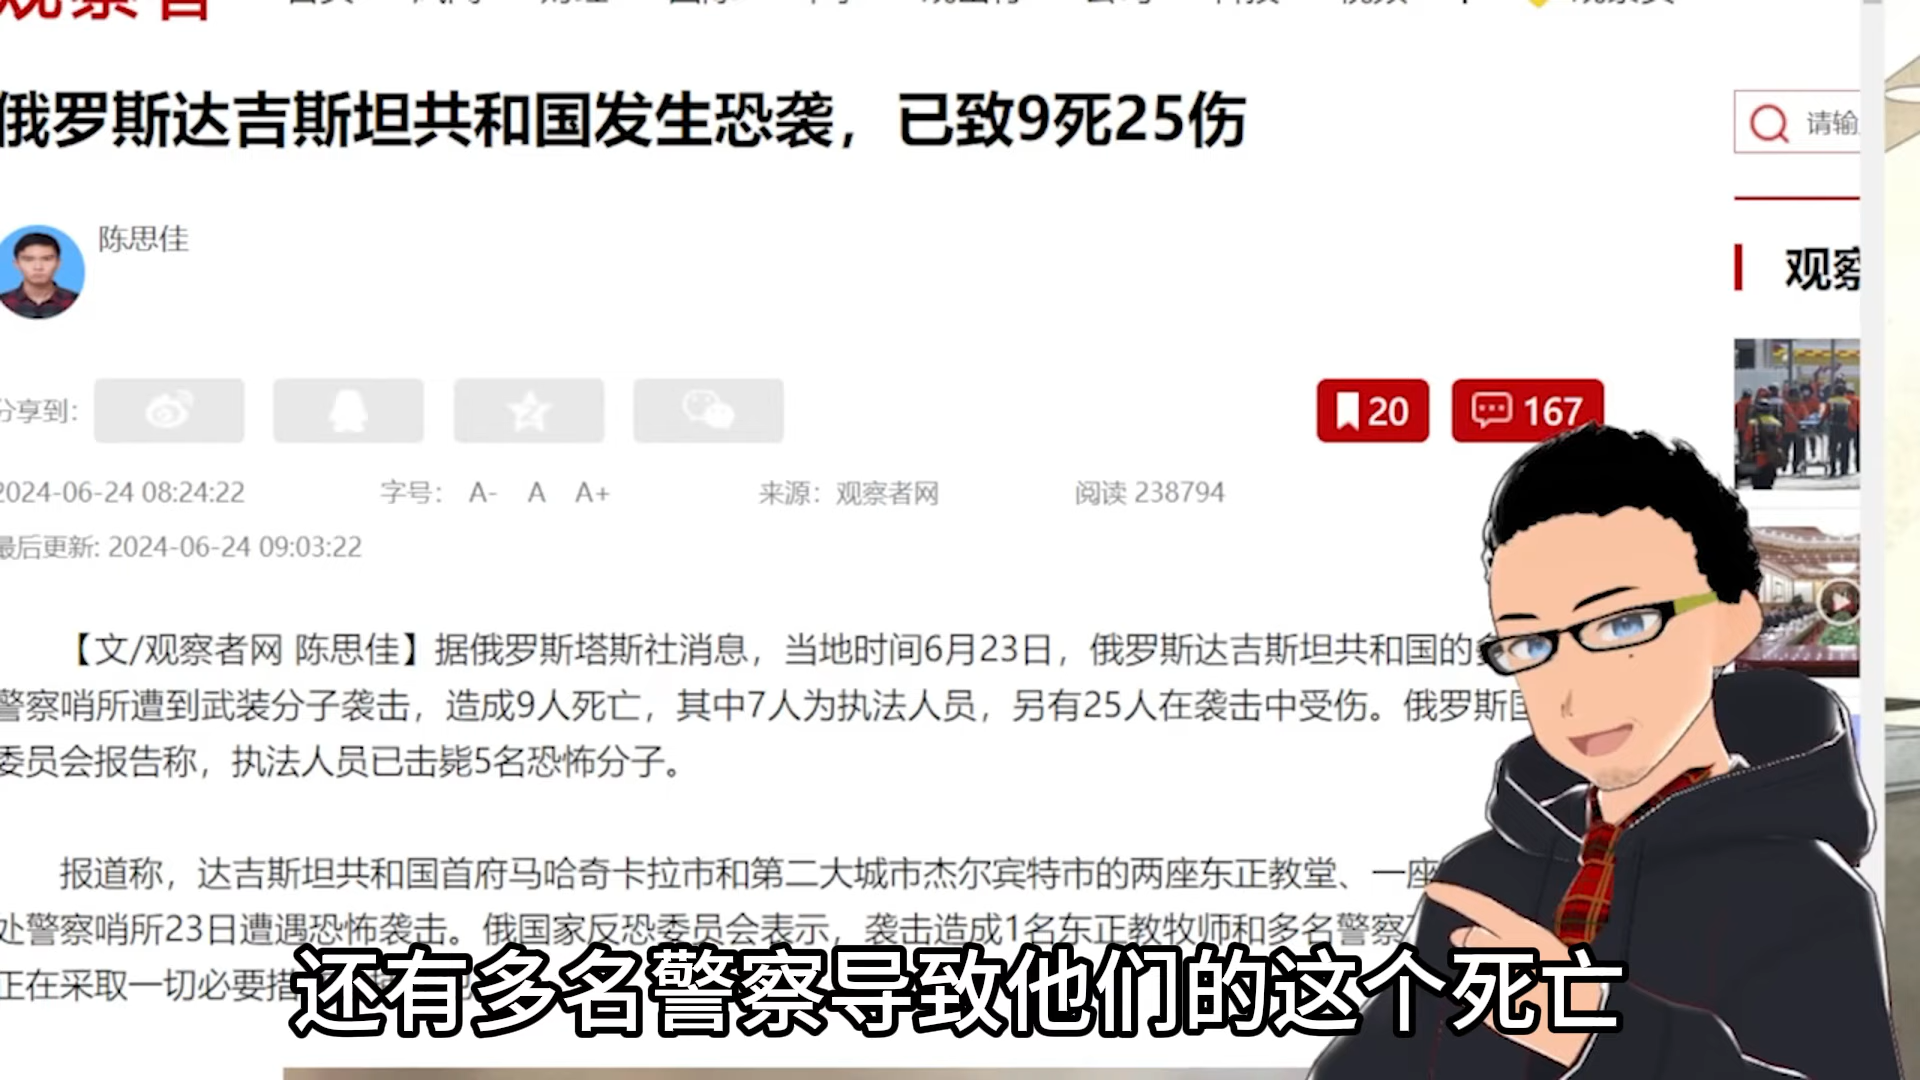 观察者
俄罗斯达吉斯坦共和国发生恐袭，已致9死25伤
请输
陈思佳
观察
分享到：
20
167
2024-06-24 08:24:22 字号： A- A A+ 来源：观察者网 阅读 238794
最后更新: 2024-06-24 09:03:22
【文/观察者网 陈思佳】据俄罗斯塔斯社消息，当地时间6月23日，俄罗斯达吉斯坦共和国的
警察哨所遭到武装分子袭击，造成9人死亡，其中7人为执法人员，另有25人在袭击中受伤。俄罗斯
委员会报告称，执法人员已击毙5名恐怖分子。
报道称，达吉斯坦共和国首府马哈奇卡拉市和第二大城市杰尔宾特市的两座东正教堂、一座
处警察哨所23日遭遇恐怖袭击。俄国家反恐委员会表示，袭击造成1名东正教牧师和多名警察
正在采取一切必要措
还有多名警察导致他们的这个死亡